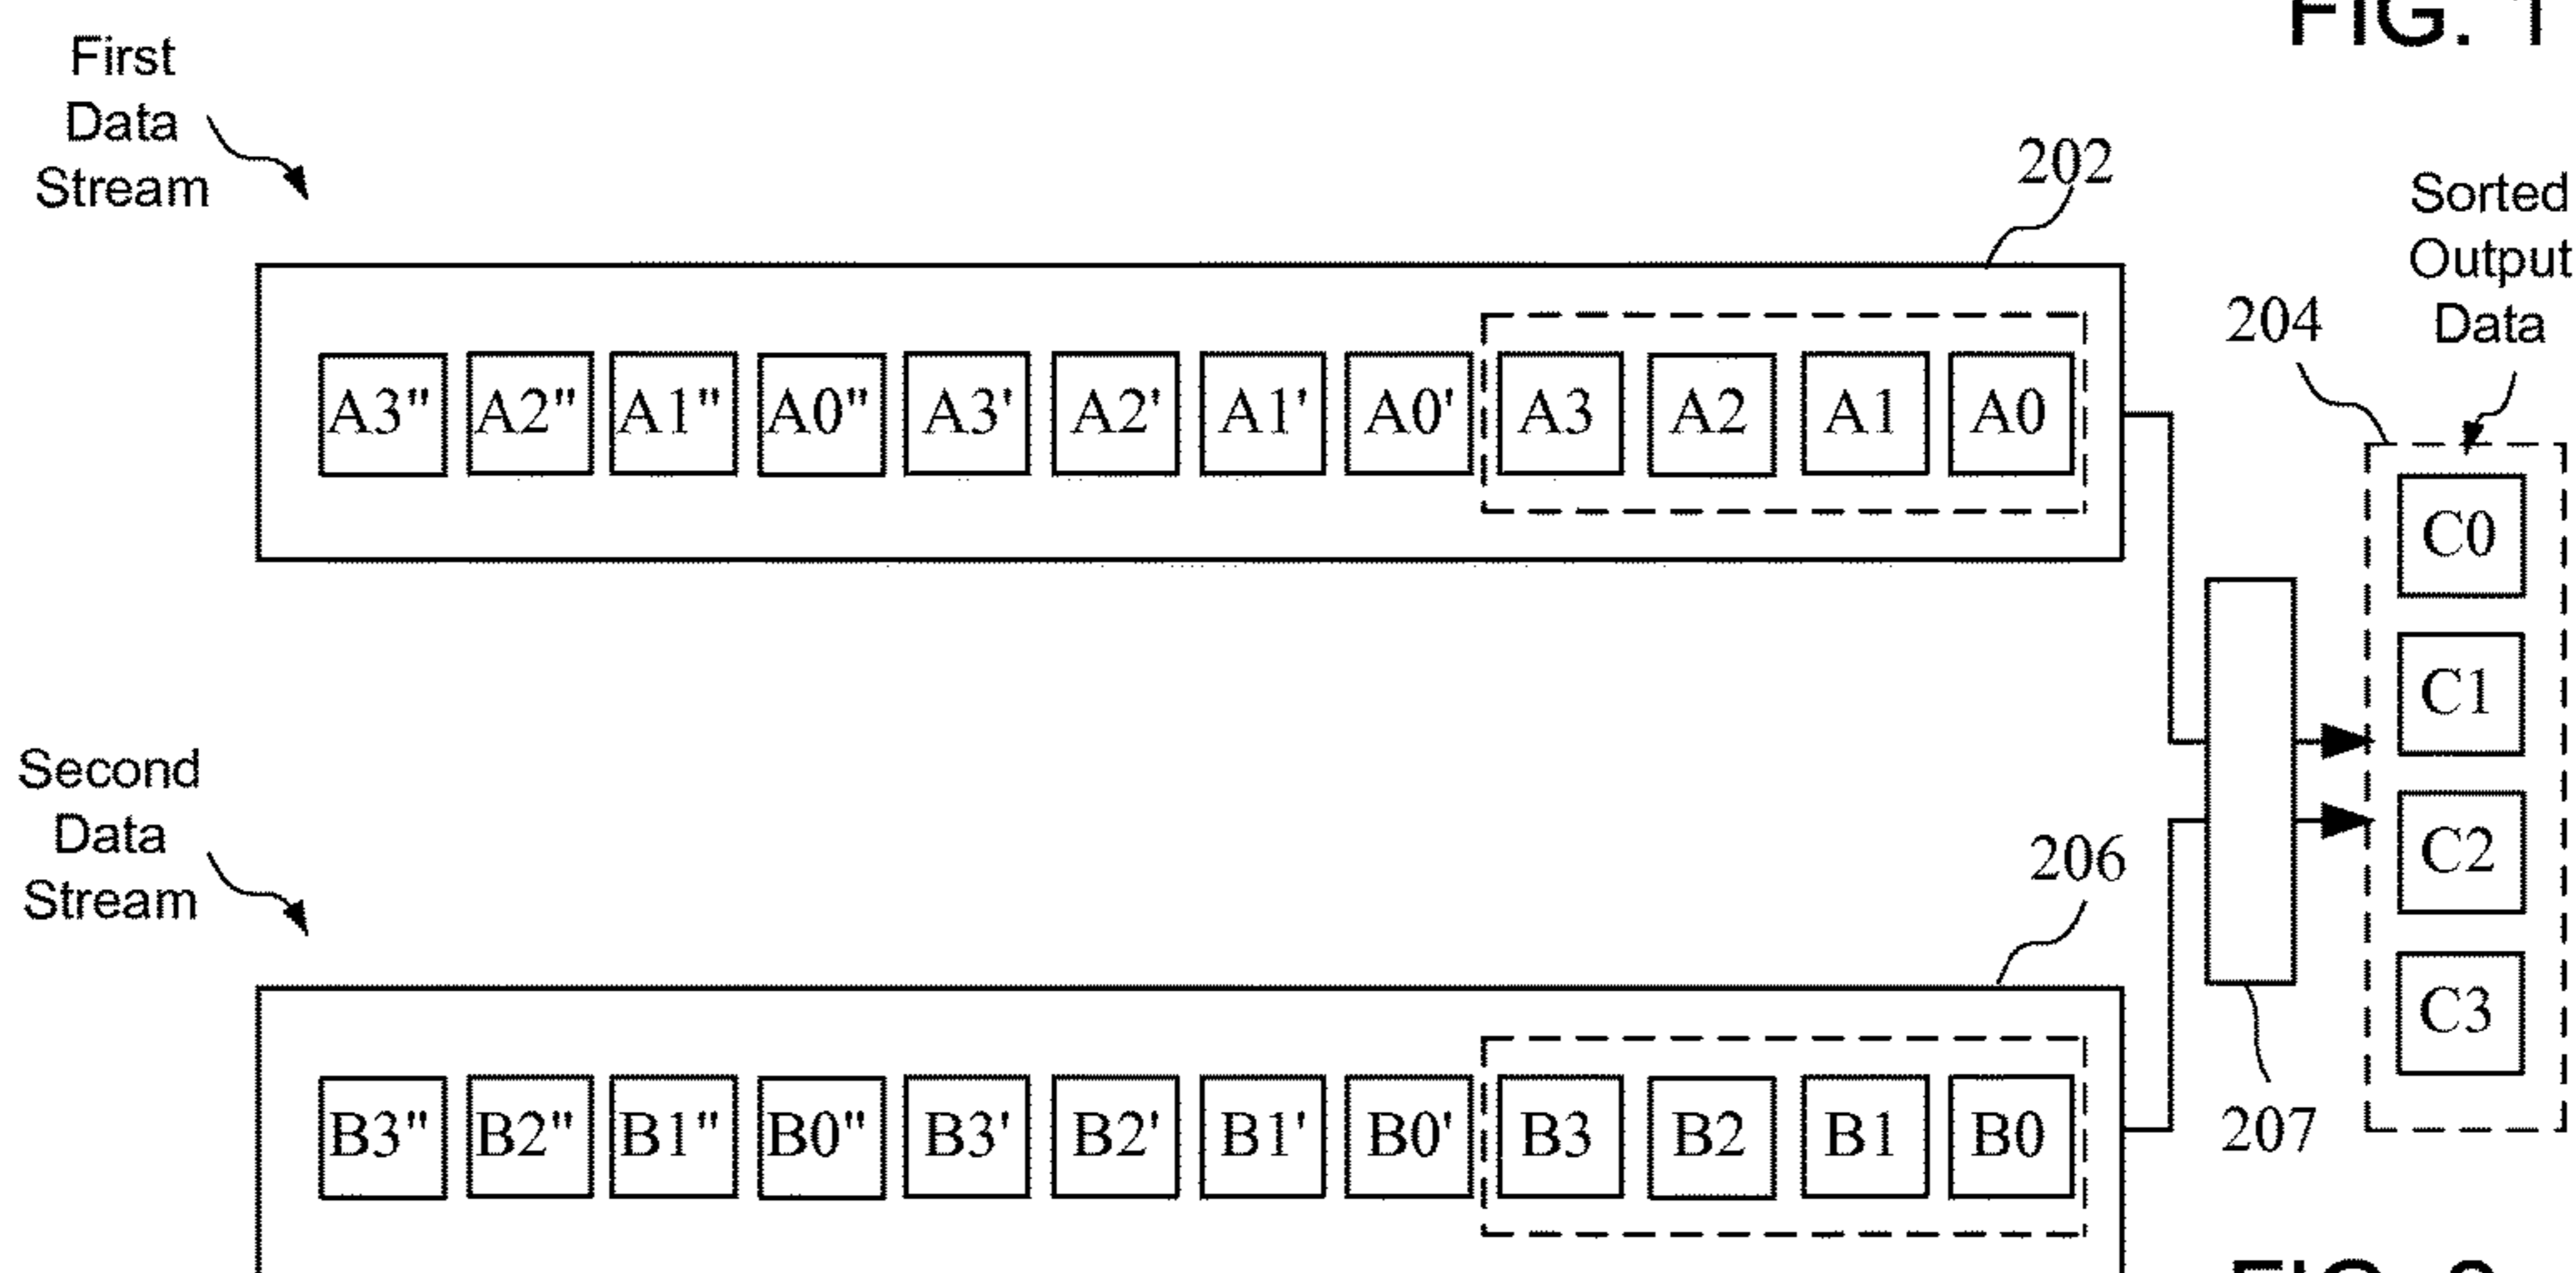 FIG. 1
First
Data
Stream
202
Sorted
Output
Data
204
A3" A2" A1" A0" A3' A2' A1' A0' A3 A2 A1 A0
C0
C1
C2
C3
Second
Data
Stream
206
207
B3" B2" B1" B0" B3' B2' B1' B0' B3 B2 B1 B0
FIG.